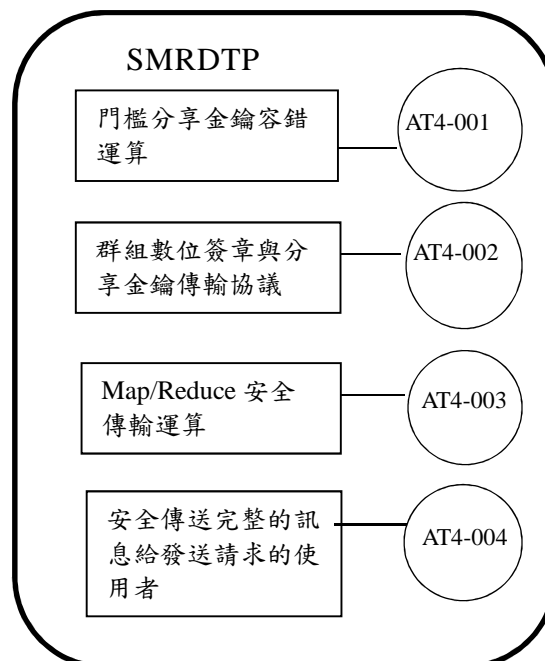 SMRDTP
門檻分享金鑰容錯
運算
AT4-001
群組數位簽章與分
享金鑰傳輸協議
AT4-002
Map/Reduce 安全
傳輸運算
AT4-003
安全傳送完整的訊
息給發送請求的使
用者
AT4-004